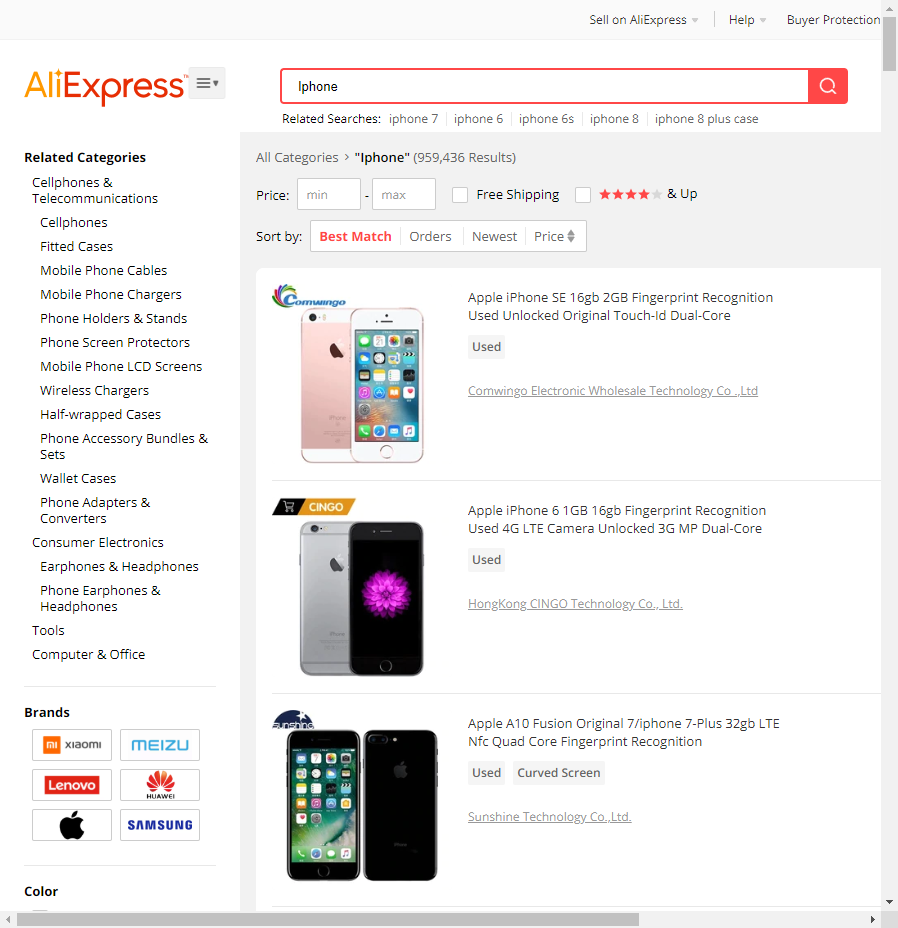 Sell on AliExpress
Help
Buyer Protection
AliExpress™
Iphone
Related Searches: iphone 7 iphone 6 iphone 6s iphone 8 iphone 8 plus case
Related Categories
Cellphones &
Telecommunications
Cellphones
Fitted Cases
Mobile Phone Cables
Mobile Phone Chargers
Phone Holders & Stands
Phone Screen Protectors
Mobile Phone LCD Screens
Wireless Chargers
Half-wrapped Cases
Phone Accessory Bundles &
Sets
Wallet Cases
Phone Adapters &
Converters
Consumer Electronics
Earphones & Headphones
Phone Earphones &
Headphones
Tools
Computer & Office
Brands
mi xiaomi
MEIZU
Lenovo
HUAWEI
SAMSUNG
Color
All Categories > "Iphone" (959,436 Results)
Price: min - max Free Shipping & Up
Sort by: Best Match Orders Newest Price
Comwingo
Apple iPhone SE 16gb 2GB Fingerprint Recognition
Used Unlocked Original Touch-Id Dual-Core
Used
Comwingo Electronic Wholesale Technology Co .,Ltd
CINGO
Apple iPhone 6 1GB 16gb Fingerprint Recognition
Used 4G LTE Camera Unlocked 3G MP Dual-Core
Used
HongKong CINGO Technology Co., Ltd.
sunshine
Apple A10 Fusion Original 7/iphone 7-Plus 32gb LTE
Nfc Quad Core Fingerprint Recognition
Used Curved Screen
Sunshine Technology Co.,Ltd.